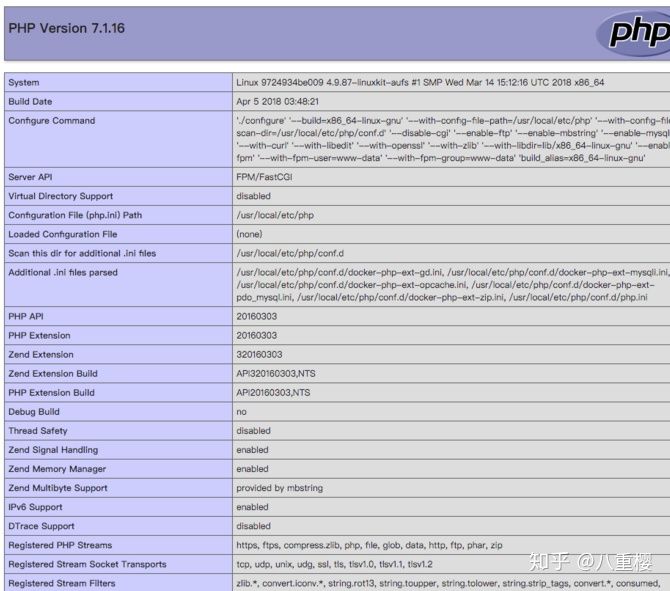 PHP Version 7.1.16
php
System Linux 9724934be009 4.9.87-linuxkit-aufs #1 SMP Wed Mar 14 15:12:16 UTC 2018 x86_64
Build Date Apr 5 2018 03:48:21
Configure Command './configure' '--build=x86_64-linux-gnu' '--with-config-file-path=/usr/local/etc/php' '--with-config-file-
scan-dir=/usr/local/etc/php/conf.d' '--disable-cgi' '--enable-ftp' '--enable-mbstring' '--enable-mysql
'--with-curl' '--with-libedit' '--with-openssl' '--with-zlib' '--with-libdir=lib/x86_64-linux-gnu' '--enabl
fpm' '--with-fpm-user=www-data' '--with-fpm-group=www-data' 'build_alias=x86_64-linux-gnu'
Server API FPM/FastCGI
Virtual Directory Support disabled
Configuration File (php.ini) Path /usr/local/etc/php
Loaded Configuration File (none)
Scan this dir for additional .ini files /usr/local/etc/php/conf.d
Additional .ini files parsed /usr/local/etc/php/conf.d/docker-php-ext-gd.ini, /usr/local/etc/php/conf.d/docker-php-ext-mysqli.ini,
/usr/local/etc/php/conf.d/docker-php-ext-opcache.ini, /usr/local/etc/php/conf.d/docker-php-ext-
pdo_mysql.ini, /usr/local/etc/php/conf.d/docker-php-ext-zip.ini, /usr/local/etc/php/conf.d/php.ini
PHP API 20160303
PHP Extension 20160303
Zend Extension 320160303
Zend Extension Build API320160303,NTS
PHP Extension Build API20160303,NTS
Debug Build no
Thread Safety disabled
Zend Signal Handling enabled
Zend Memory Manager enabled
Zend Multibyte Support provided by mbstring
IPv6 Support enabled
DTrace Support disabled
Registered PHP Streams https, ftps, compress.zlib, php, file, glob, data, http, ftp, phar, zip
Registered Stream Socket Transports tcp, udp, unix, udg, ssl, tls, tlsv1.0, tlsv1.1, tlsv1.2
Registered Stream Filters zlib.*, convert.iconv.*, string.rot13, string.toupper, string.tolower, string.strip_tags, convert.*, consumed,
知乎 @八重樱